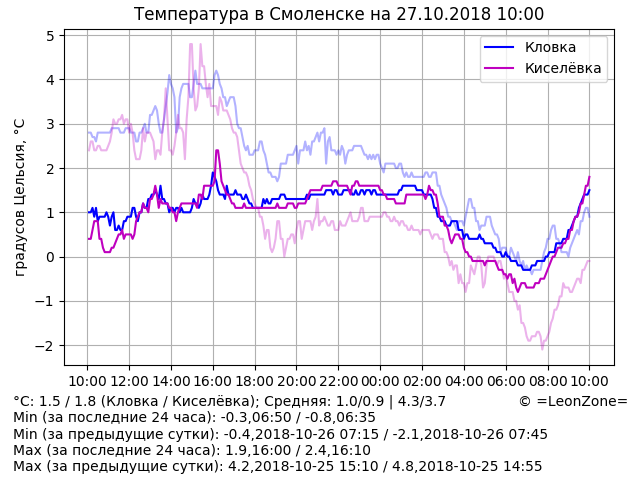 Температура в Смоленске на 27.10.2018 10:00
градусов Цельсия, °C
Кловка
Киселёвка
5
4
3
2
1
0
−1
−2
10:00 12:00 14:00 16:00 18:00 20:00 22:00 00:00 02:00 04:00 06:00 08:00 10:00
°C: 1.5 / 1.8 (Кловка / Киселёвка); Средняя: 1.0/0.9 | 4.3/3.7 © =LeonZone=
Min (за последние 24 часа): -0.3,06:50 / -0.8,06:35
Min (за предыдущие сутки): -0.4,2018-10-26 07:15 / -2.1,2018-10-26 07:45
Max (за последние 24 часа): 1.9,16:00 / 2.4,16:10
Max (за предыдущие сутки): 4.2,2018-10-25 15:10 / 4.8,2018-10-25 14:55